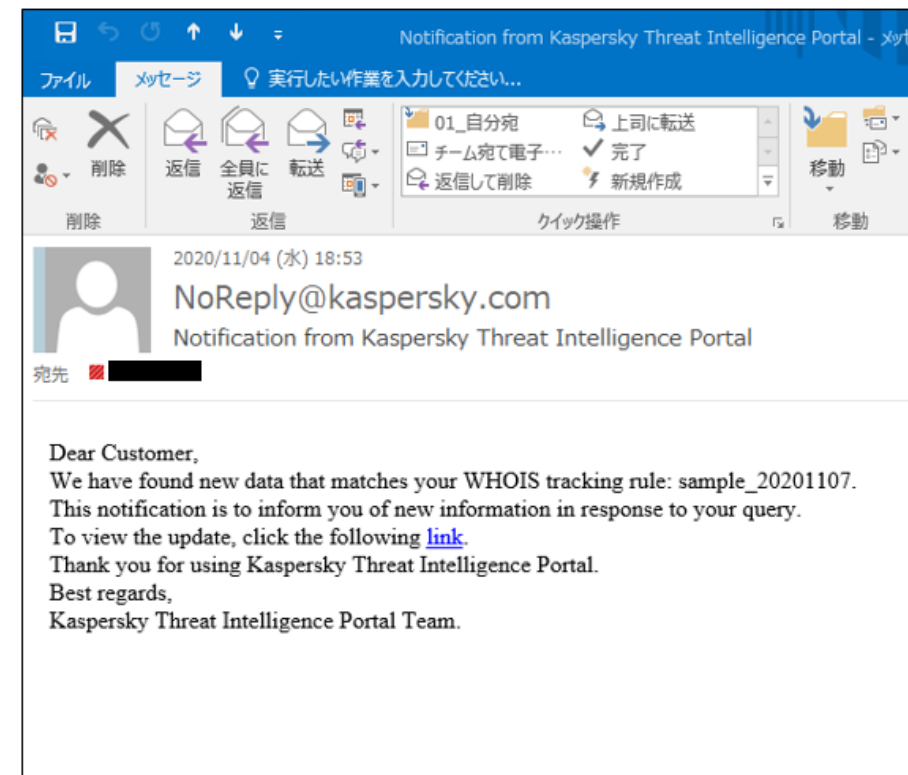 Notification from Kaspersky Threat Intelligence Portal - メッセ
ファイル メッセージ 実行したい作業を入力してください...
削除 返信 全員に返信 転送
01_自分宛 上司に転送
チーム宛て電子… 完了
返信して削除 新規作成
移動
削除 返信 クイック操作 移動
2020/11/04 (水) 18:53
NoReply@kaspersky.com
Notification from Kaspersky Threat Intelligence Portal
宛先
Dear Customer,
We have found new data that matches your WHOIS tracking rule: sample_20201107.
This notification is to inform you of new information in response to your query.
To view the update, click the following link.
Thank you for using Kaspersky Threat Intelligence Portal.
Best regards,
Kaspersky Threat Intelligence Portal Team.